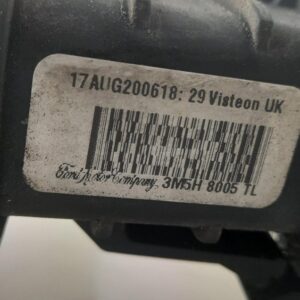 17AUG200618: 29 Visteon UK
Ford Motor Company, 3M5H 8005 TL